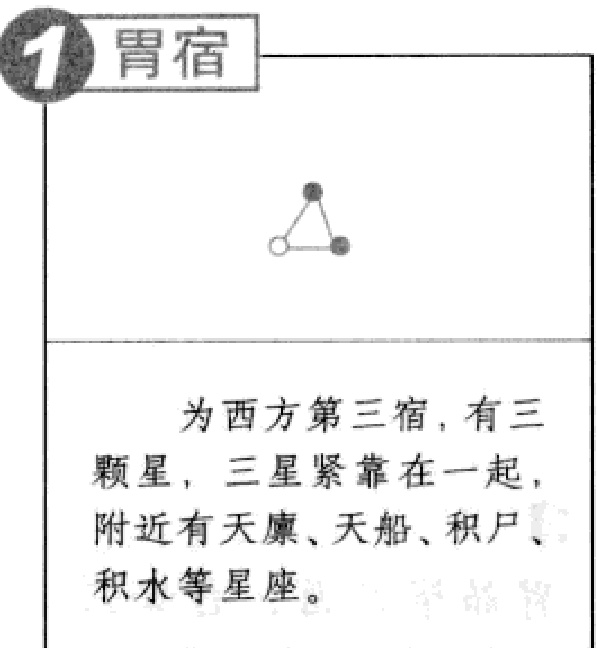 1 胃宿
为西方第三宿，有三
颗星，三星紧靠在一起，
附近有天廪、天船、积尸、
积水等星座。